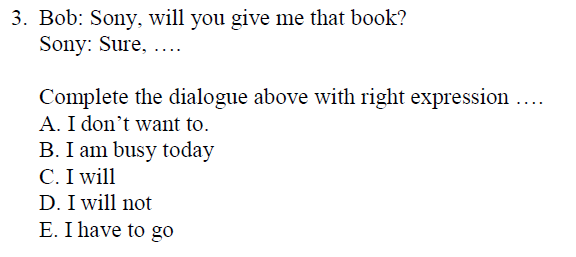 3. Bob: Sony, will you give me that book?
Sony: Sure, ….
Complete the dialogue above with right expression ….
A. I don’t want to.
B. I am busy today
C. I will
D. I will not
E. I have to go